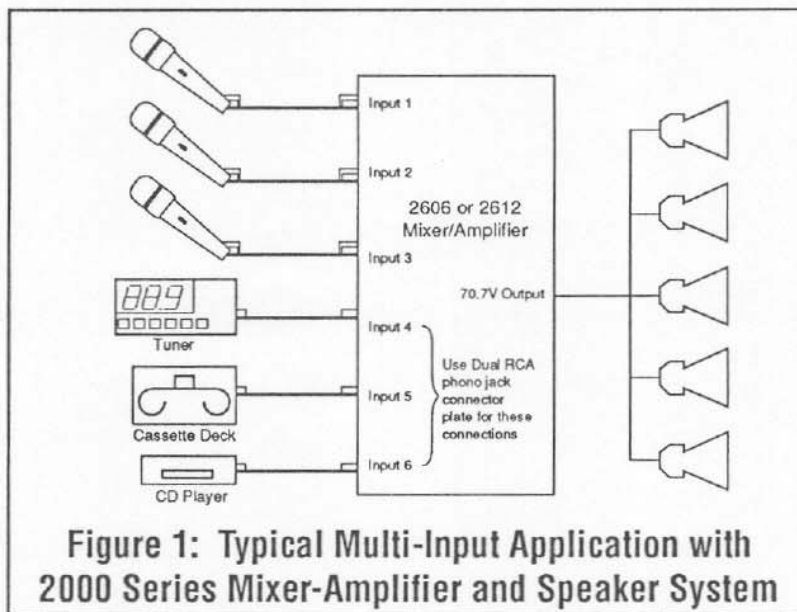 Input 1
Input 2
2606 or 2612
Mixer/Amplifier
Input 3
70.7V Output
88.9
Tuner
Input 4
Use Dual RCA
phono jack
connector
plate for these
connections
Input 5
Cassette Deck
Input 6
CD Player
Figure 1: Typical Multi-Input Application with
2000 Series Mixer-Amplifier and Speaker System